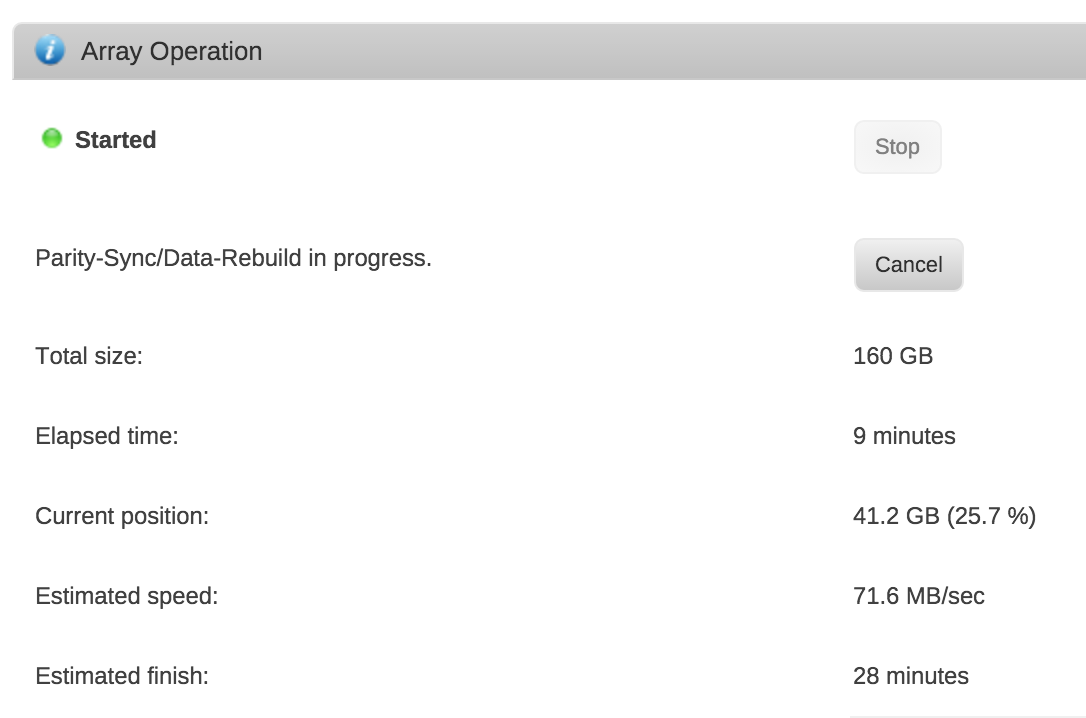 Array Operation
Started
Stop
Parity-Sync/Data-Rebuild in progress.
Cancel
Total size: 160 GB
Elapsed time: 9 minutes
Current position: 41.2 GB (25.7 %)
Estimated speed: 71.6 MB/sec
Estimated finish: 28 minutes